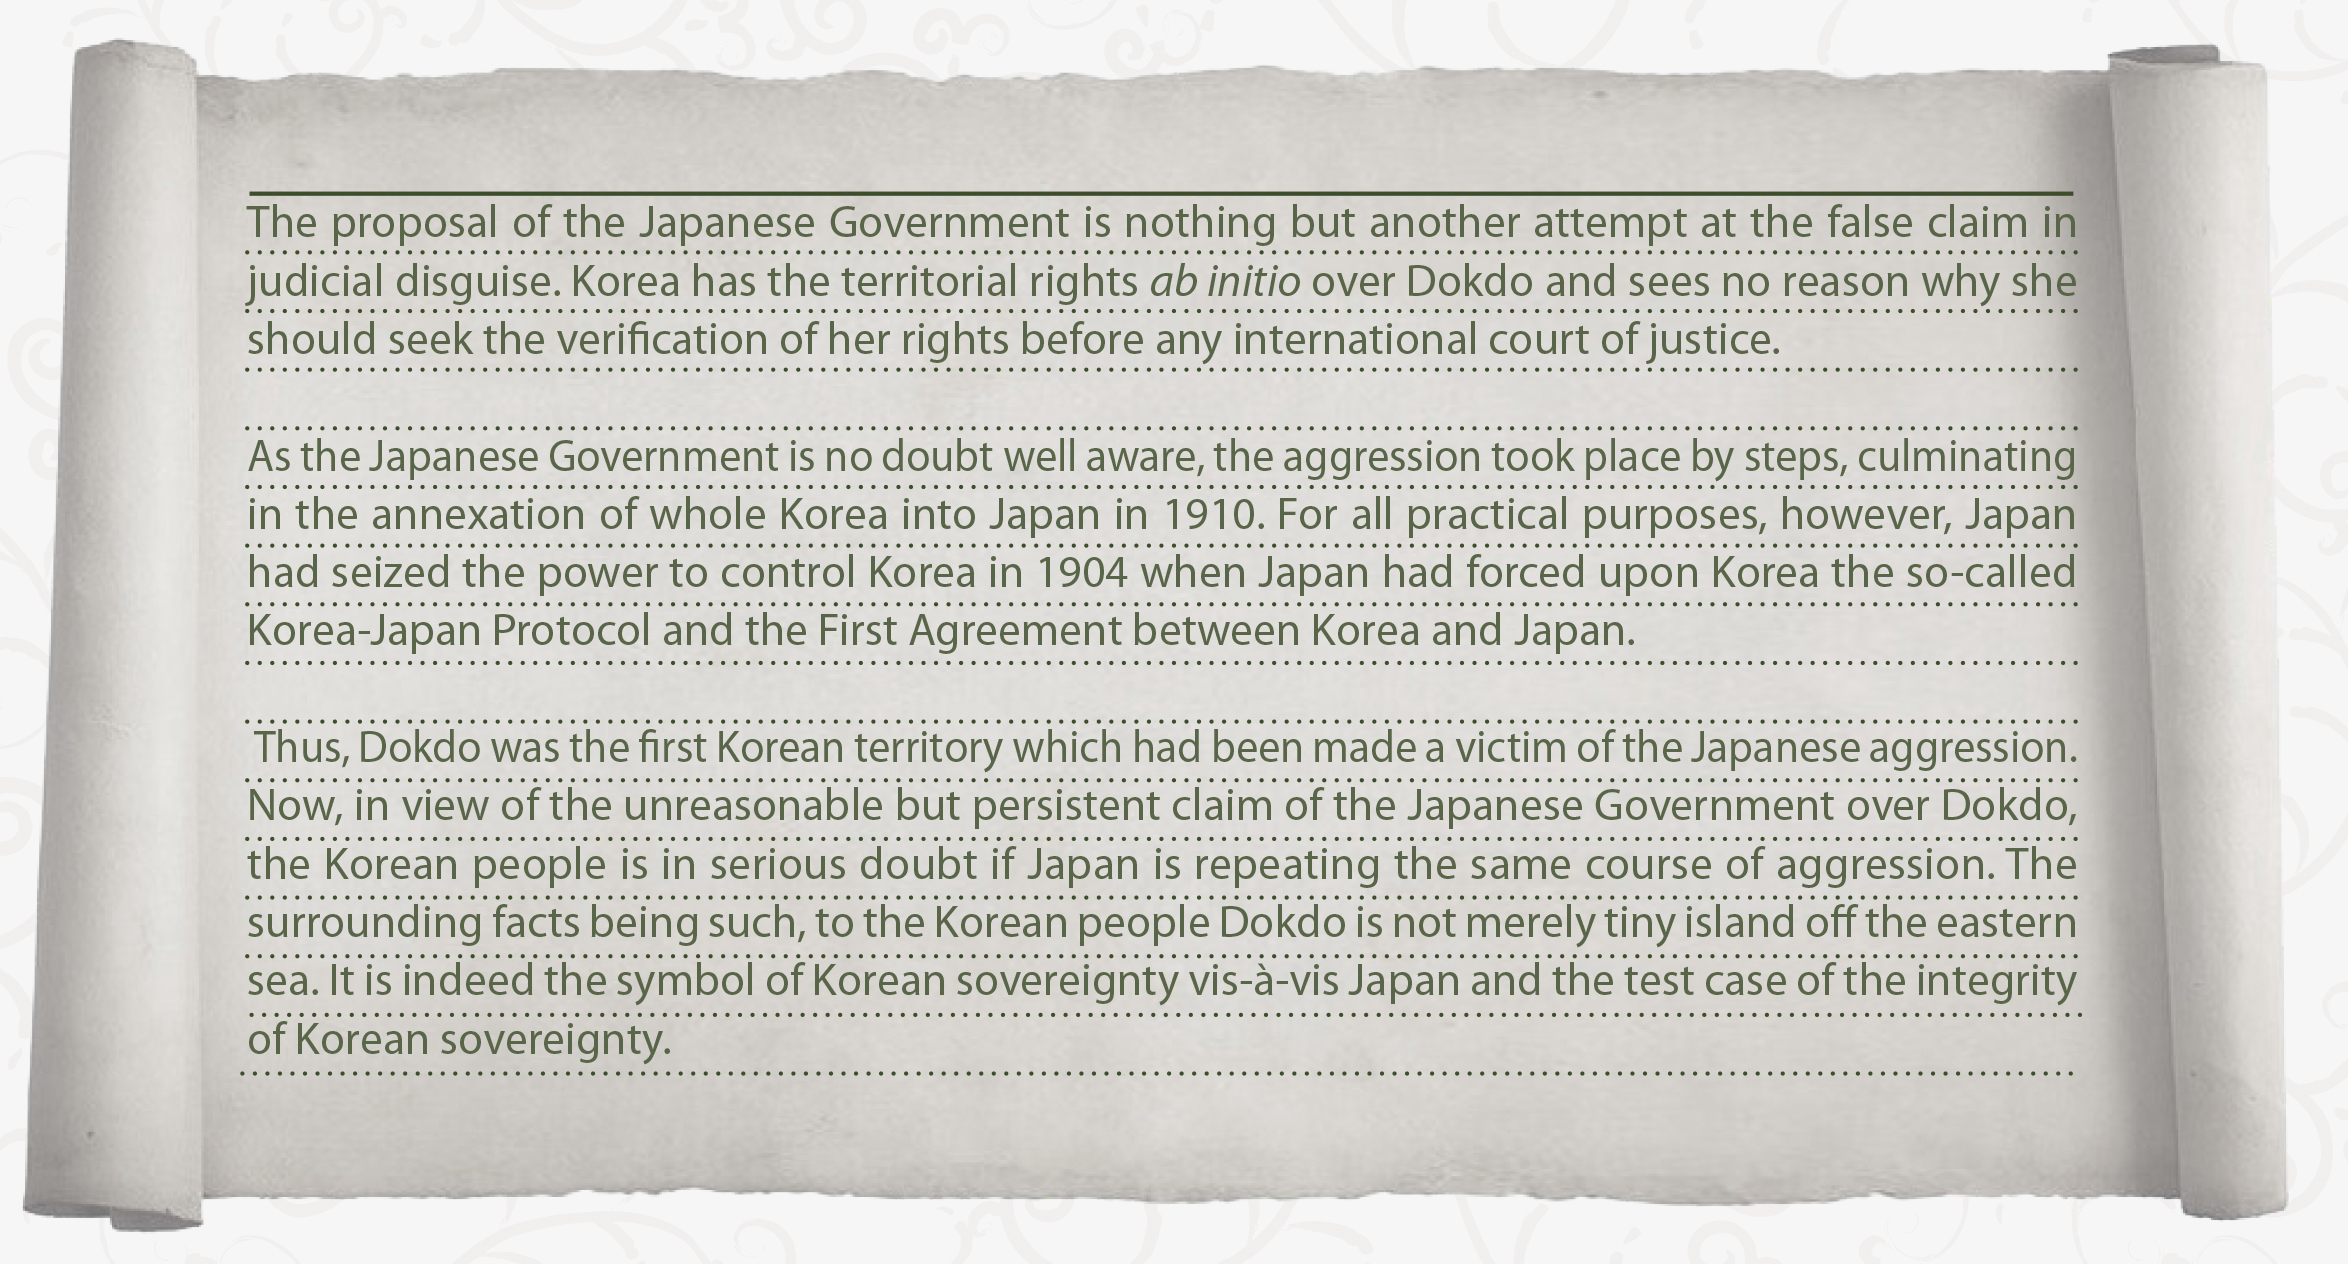 The proposal of the Japanese Government is nothing but another attempt at the false claim in
judicial disguise. Korea has the territorial rights ab initio over Dokdo and sees no reason why she
should seek the verification of her rights before any international court of justice.
As the Japanese Government is no doubt well aware, the aggression took place by steps, culminating
in the annexation of whole Korea into Japan in 1910. For all practical purposes, however, Japan
had seized the power to control Korea in 1904 when Japan had forced upon Korea the so-called
Korea-Japan Protocol and the First Agreement between Korea and Japan.
Thus, Dokdo was the first Korean territory which had been made a victim of the Japanese aggression.
Now, in view of the unreasonable but persistent claim of the Japanese Government over Dokdo,
the Korean people is in serious doubt if Japan is repeating the same course of aggression. The
surrounding facts being such, to the Korean people Dokdo is not merely tiny island off the eastern
sea. It is indeed the symbol of Korean sovereignty vis-à-vis Japan and the test case of the integrity
of Korean sovereignty.